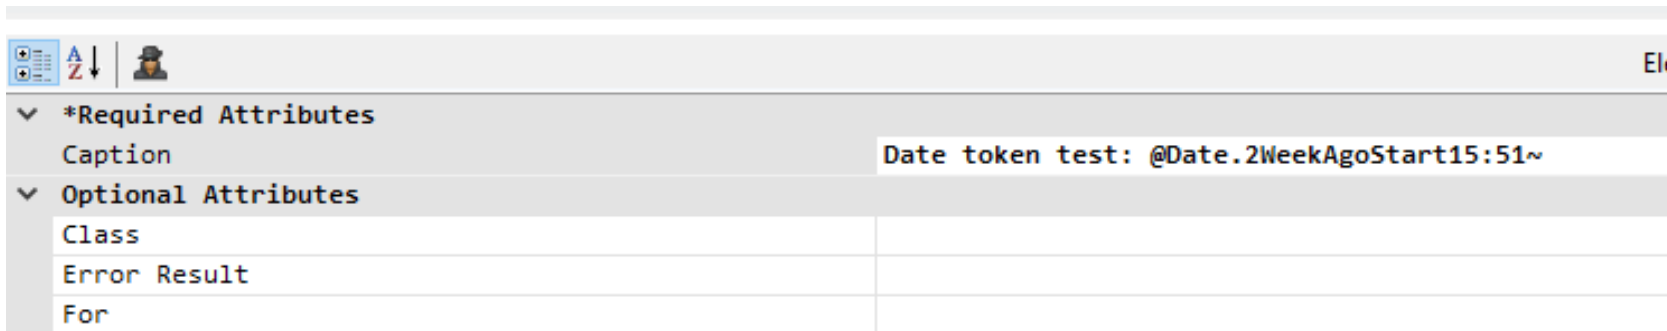 El
*Required Attributes
Caption
Date token test: @Date.2WeekAgoStart15:51~
Optional Attributes
Class
Error Result
For